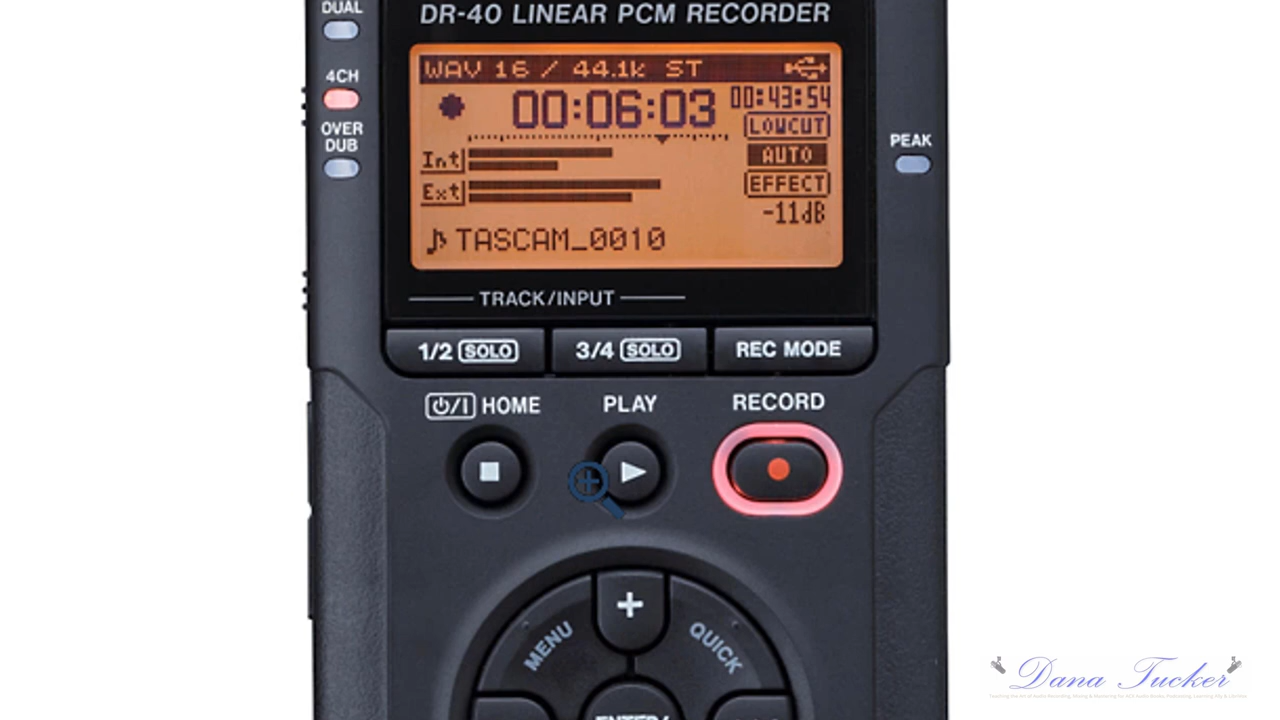 DUAL
DR-40 LINEAR PCM RECORDER
4CH
OVER
DUB
WAV 16 / 44.1k ST
00:06:03
00:43:54
LOWCUT
AUTO
EFFECT
-11dB
Int
Ext
TASCAM_0010
PEAK
TRACK/INPUT
1/2 SOLO
3/4 SOLO
REC MODE
HOME
PLAY
RECORD
+
MENU
QUICK
ENTER/
Dana Tucker